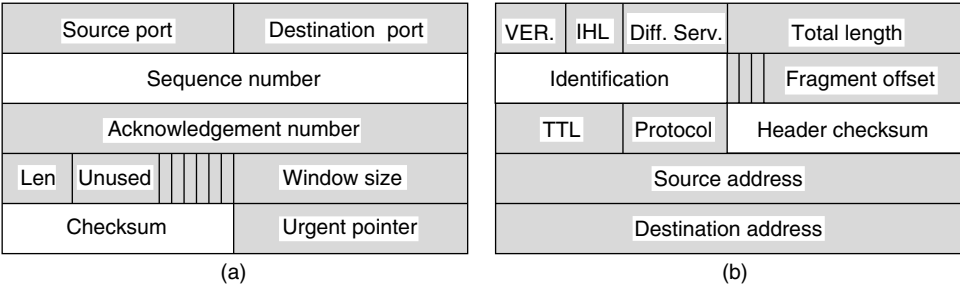 Source port Destination port
Sequence number
Acknowledgement number
Len Unused Window size
Checksum Urgent pointer
(a)
VER. IHL Diff. Serv. Total length
Identification Fragment offset
TTL Protocol Header checksum
Source address
Destination address
(b)